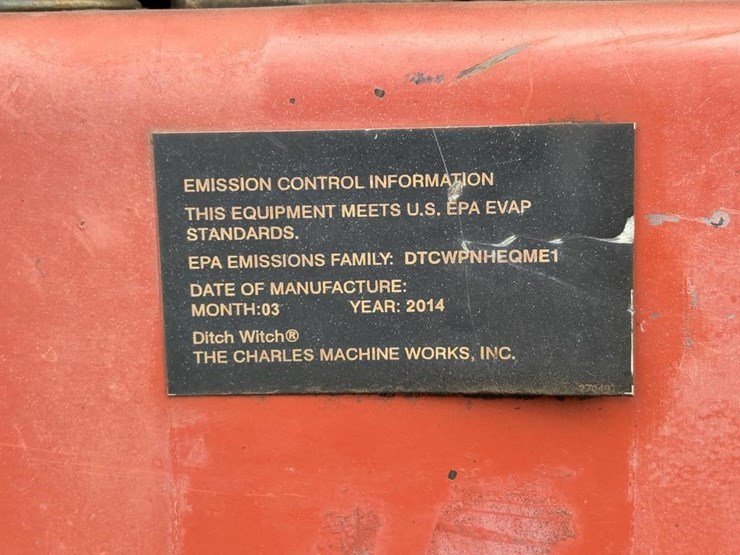 EMISSION CONTROL INFORMATION
THIS EQUIPMENT MEETS U.S. EPA EVAP
STANDARDS.
EPA EMISSIONS FAMILY: DTCWPNHEQME1
DATE OF MANUFACTURE:
MONTH:03 YEAR: 2014
Ditch Witch®
THE CHARLES MACHINE WORKS, INC.